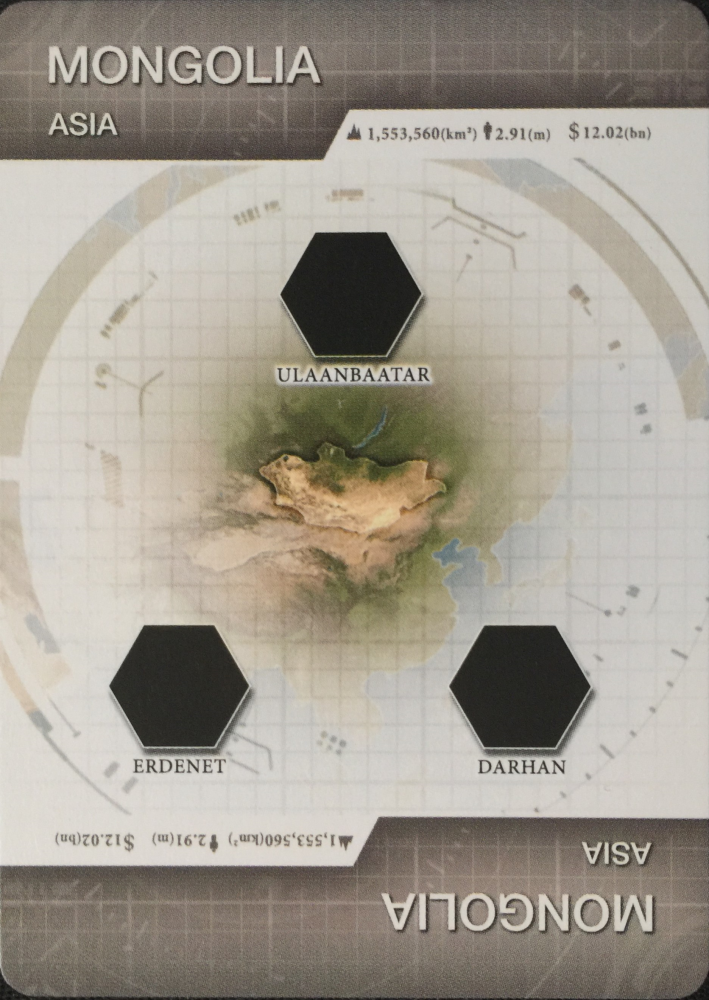 MONGOLIA
ASIA
1,553,560(km²) 2.91(m) $12.02(bn)
ULAANBAATAR
ERDENET
DARHAN
1,553,560(km²) 2.91(m) $12.02(bn)
ASIA
MONGOLIA